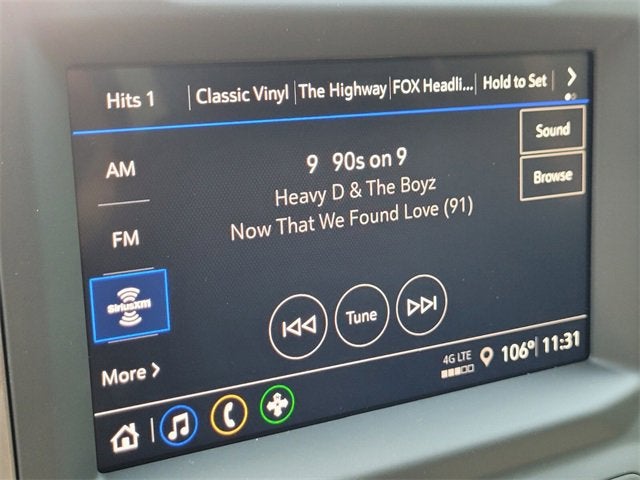 Hits 1 Classic Vinyl The Highway FOX Headli... Hold to Set
AM
FM
SiriusXM
More
9 90s on 9
Heavy D & The Boyz
Now That We Found Love (91)
Sound
Browse
Tune
4G LTE
106° 11:31